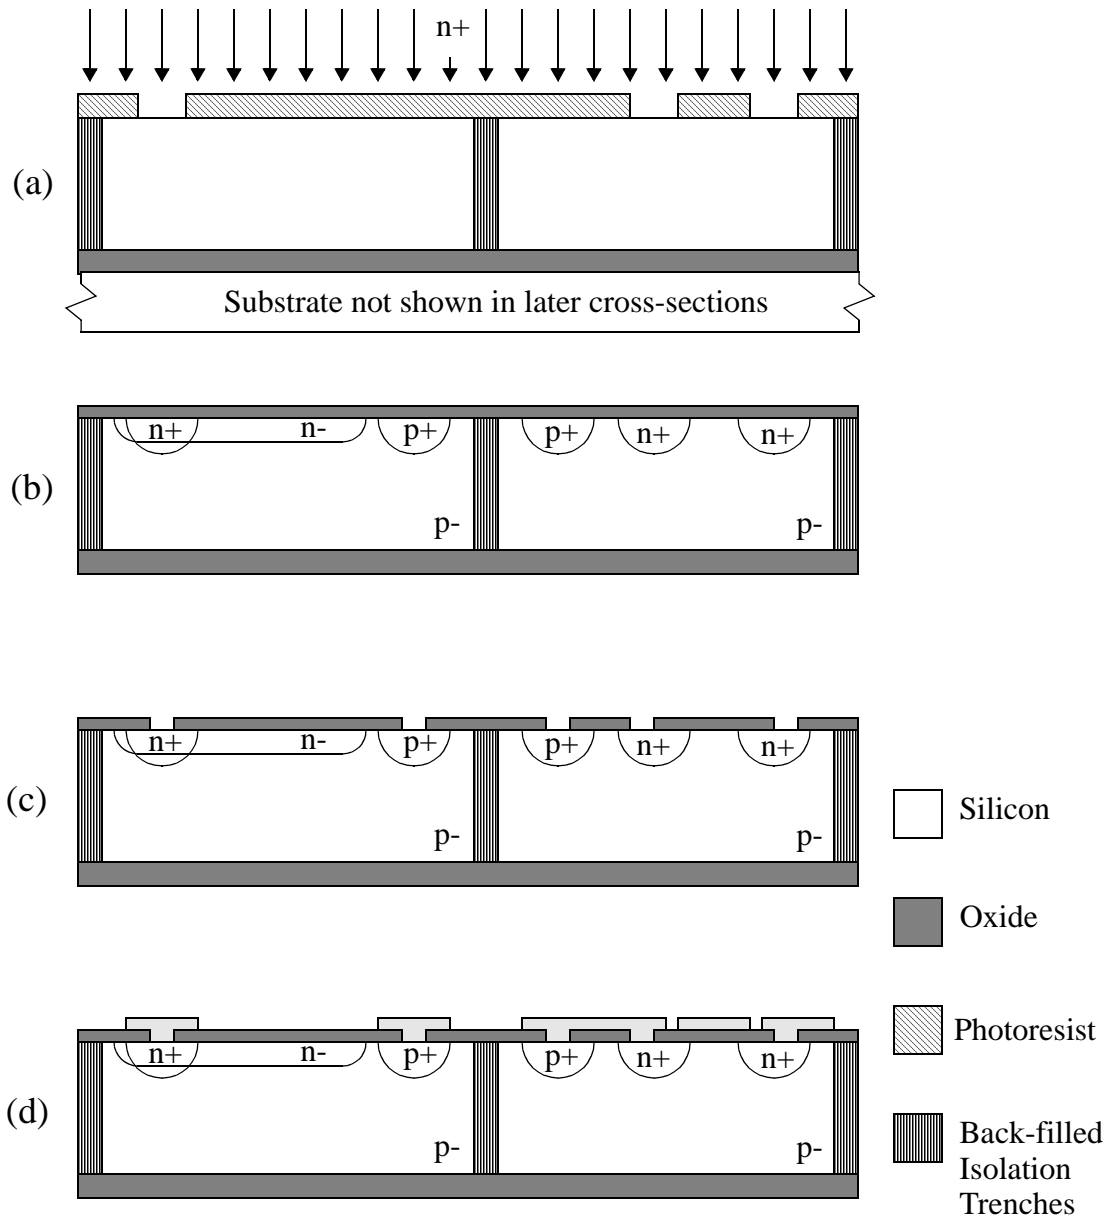 n+
(a)
Substrate not shown in later cross-sections
n+ n- p+ p+ n+ n+
(b)
p- p-
n+ n- p+ p+ n+ n+
(c)
p- p-
Silicon
Oxide
n+ n- p+ p+ n+ n+
(d)
p- p-
Photoresist
Back-filled
Isolation
Trenches